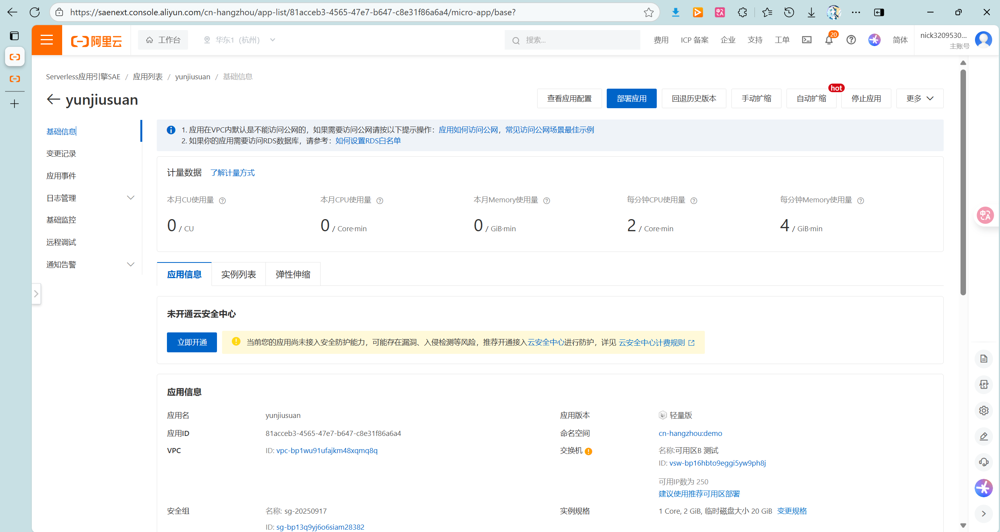 https://saenext.console.aliyun.com/cn-hangzhou/app-list/81acceb3-4565-47e7-b647-c8e31f86a6a4/micro-app/base?
阿里云
工作台
华东1（杭州）
搜索...
费用
ICP 备案
企业
支持
工单
20
简体
nick3209530...
主账号
Serverless应用引擎SAE / 应用列表 / yunjiusuan / 基础信息
yunjiusuan
查看应用配置
部署应用
回退历史版本
手动扩缩
自动扩缩
hot
停止应用
更多
基础信息
变更记录
应用事件
日志管理
基础监控
远程调试
通知告警
1. 应用在VPC内默认是不能访问公网的，如果需要访问公网请按以下提示操作：应用如何访问公网，常见访问公网场景最佳示例
2. 如果你的应用需要访问RDS数据库，请参考：如何设置RDS白名单
计量数据 了解计量方式
本月CU使用量
0 / CU
本月CPU使用量
0 / Core·min
本月Memory使用量
0 / GiB·min
每分钟CPU使用量
2 / Core·min
每分钟Memory使用量
4 / GiB·min
应用信息
实例列表
弹性伸缩
未开通云安全中心
立即开通
当前您的应用尚未接入安全防护能力，可能存在漏洞、入侵检测等风险，推荐开通接入云安全中心进行防护，详见 云安全中心计费规则
应用信息
应用名 yunjiusuan
应用版本 轻量版
应用ID 81acceb3-4565-47e7-b647-c8e31f86a6a4
命名空间 cn-hangzhou:demo
VPC ID: vpc-bp1wu91ufajkm48xqmq8q
交换机 名称:可用区B 测试
ID: vsw-bp16hbto9eggi5yw9ph8j
可用IP数为 250
建议使用推荐可用区部署
安全组 名称: sg-20250917
ID: sg-bp13q9yj6o6siam28382
实例规格 1 Core, 2 GiB, 临时磁盘大小 20 GiB 变更规格
中A
APP